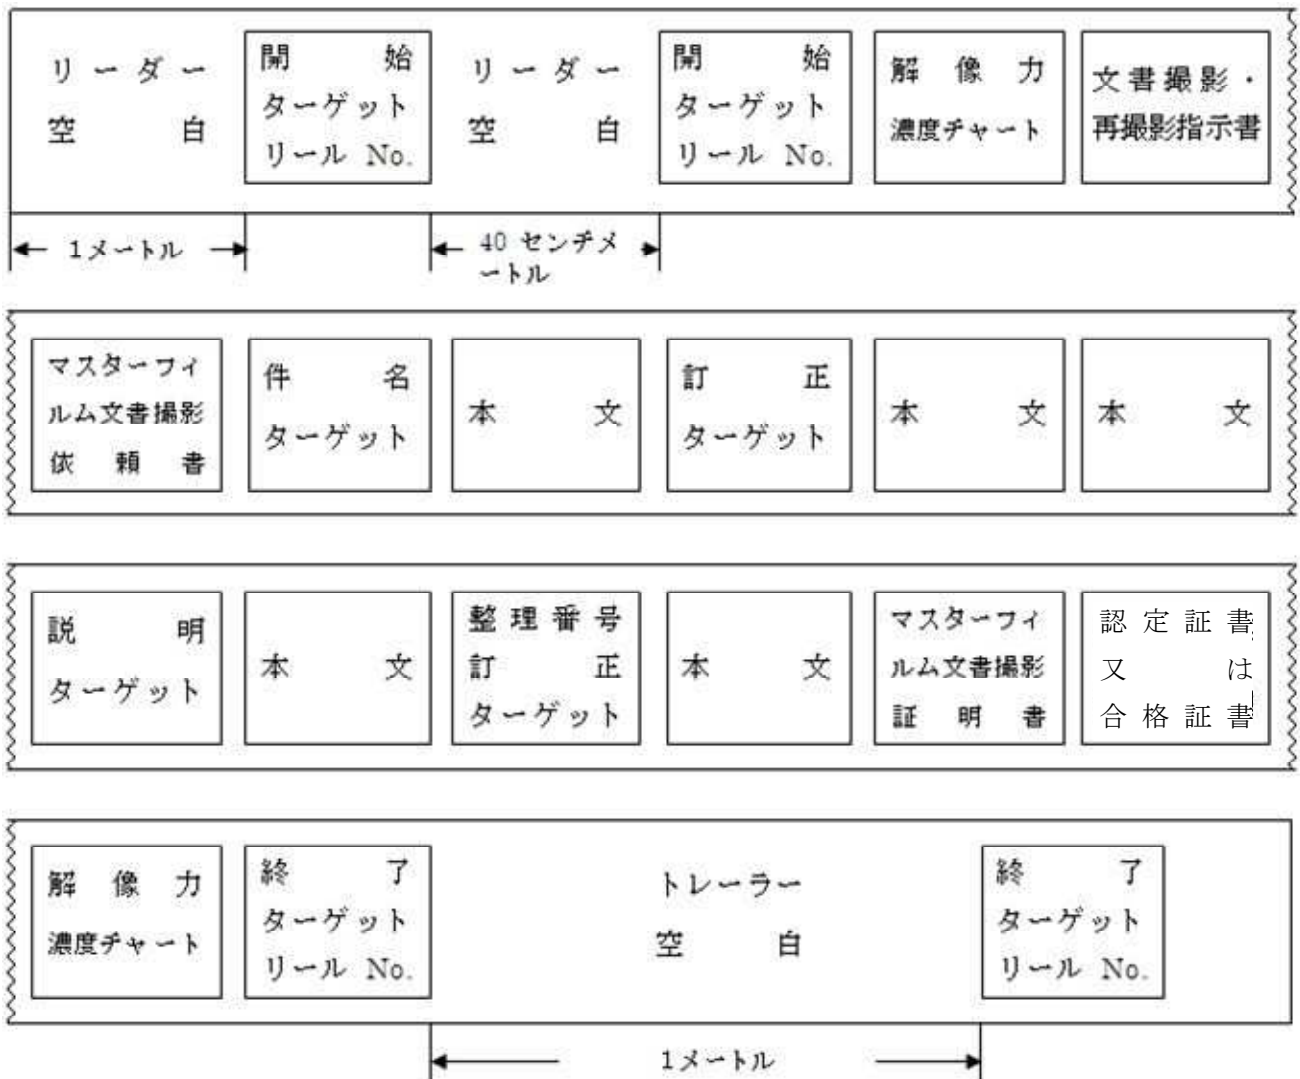 リーダー
空白
開始
ターゲット
リール No.
リーダー
空白
開始
ターゲット
リール No.
解像力
濃度チャート
文書撮影・
再撮影指示書
1メートル
40 センチメ
ートル
マスターフィ
ルム文書撮影
依頼書
件名
ターゲット
本文
訂正
ターゲット
本文
本文
説明
ターゲット
本文
整理番号
訂正
ターゲット
本文
マスターフィ
ルム文書撮影
証明書
認定証書
又は
合格証書
解像力
濃度チャート
終了
ターゲット
リール No.
トレーラー
空白
終了
ターゲット
リール No.
1メートル